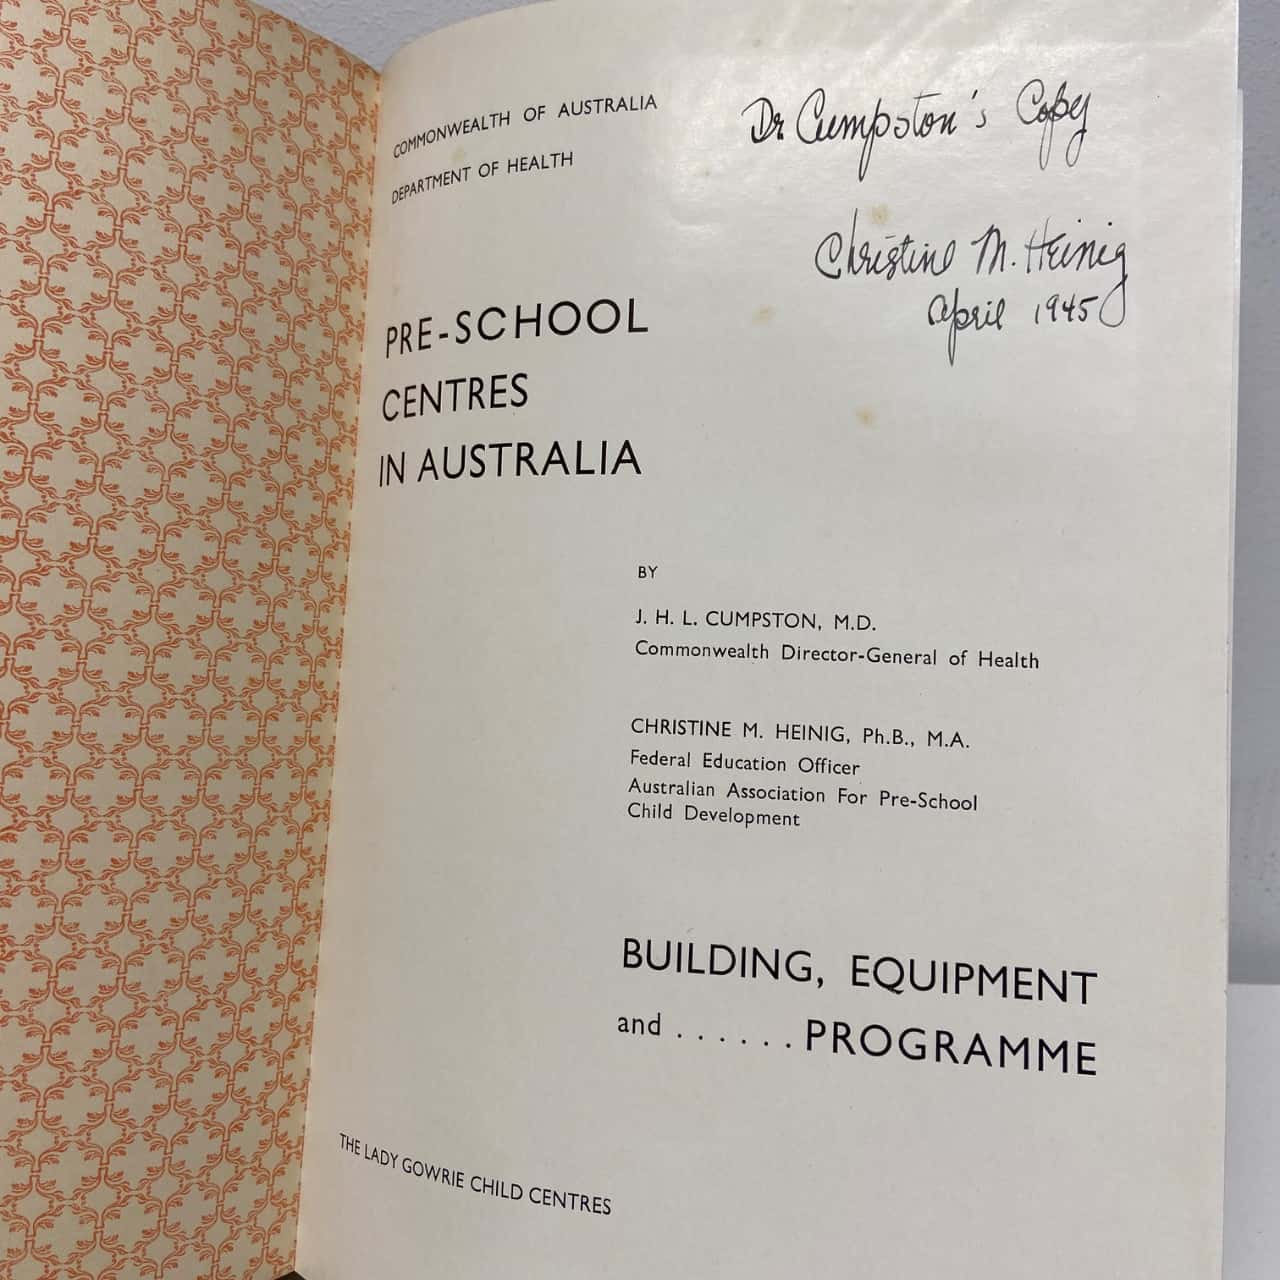 COMMONWEALTH OF AUSTRALIA
DEPARTMENT OF HEALTH
Dr Cumpston's Copy
Christine M. Heinig
April 1945
PRE-SCHOOL
CENTRES
IN AUSTRALIA
BY
J. H. L. CUMPSTON, M.D.
Commonwealth Director-General of Health
CHRISTINE M. HEINIG, Ph.B., M.A.
Federal Education Officer
Australian Association For Pre-School
Child Development
BUILDING, EQUIPMENT
and ...... PROGRAMME
THE LADY GOWRIE CHILD CENTRES